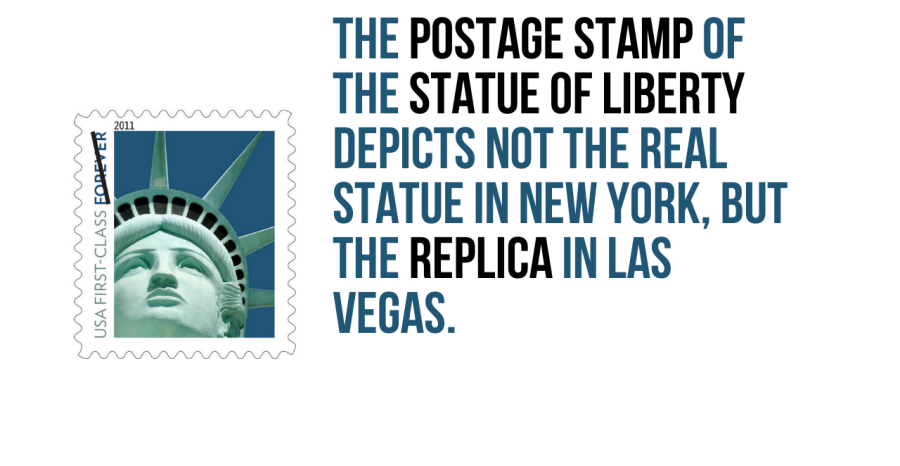 THE POSTAGE STAMP OF
THE STATUE OF LIBERTY
DEPICTS NOT THE REAL
STATUE IN NEW YORK, BUT
THE REPLICA IN LAS
VEGAS.
2011
USA FIRST-CLASS FOREVER